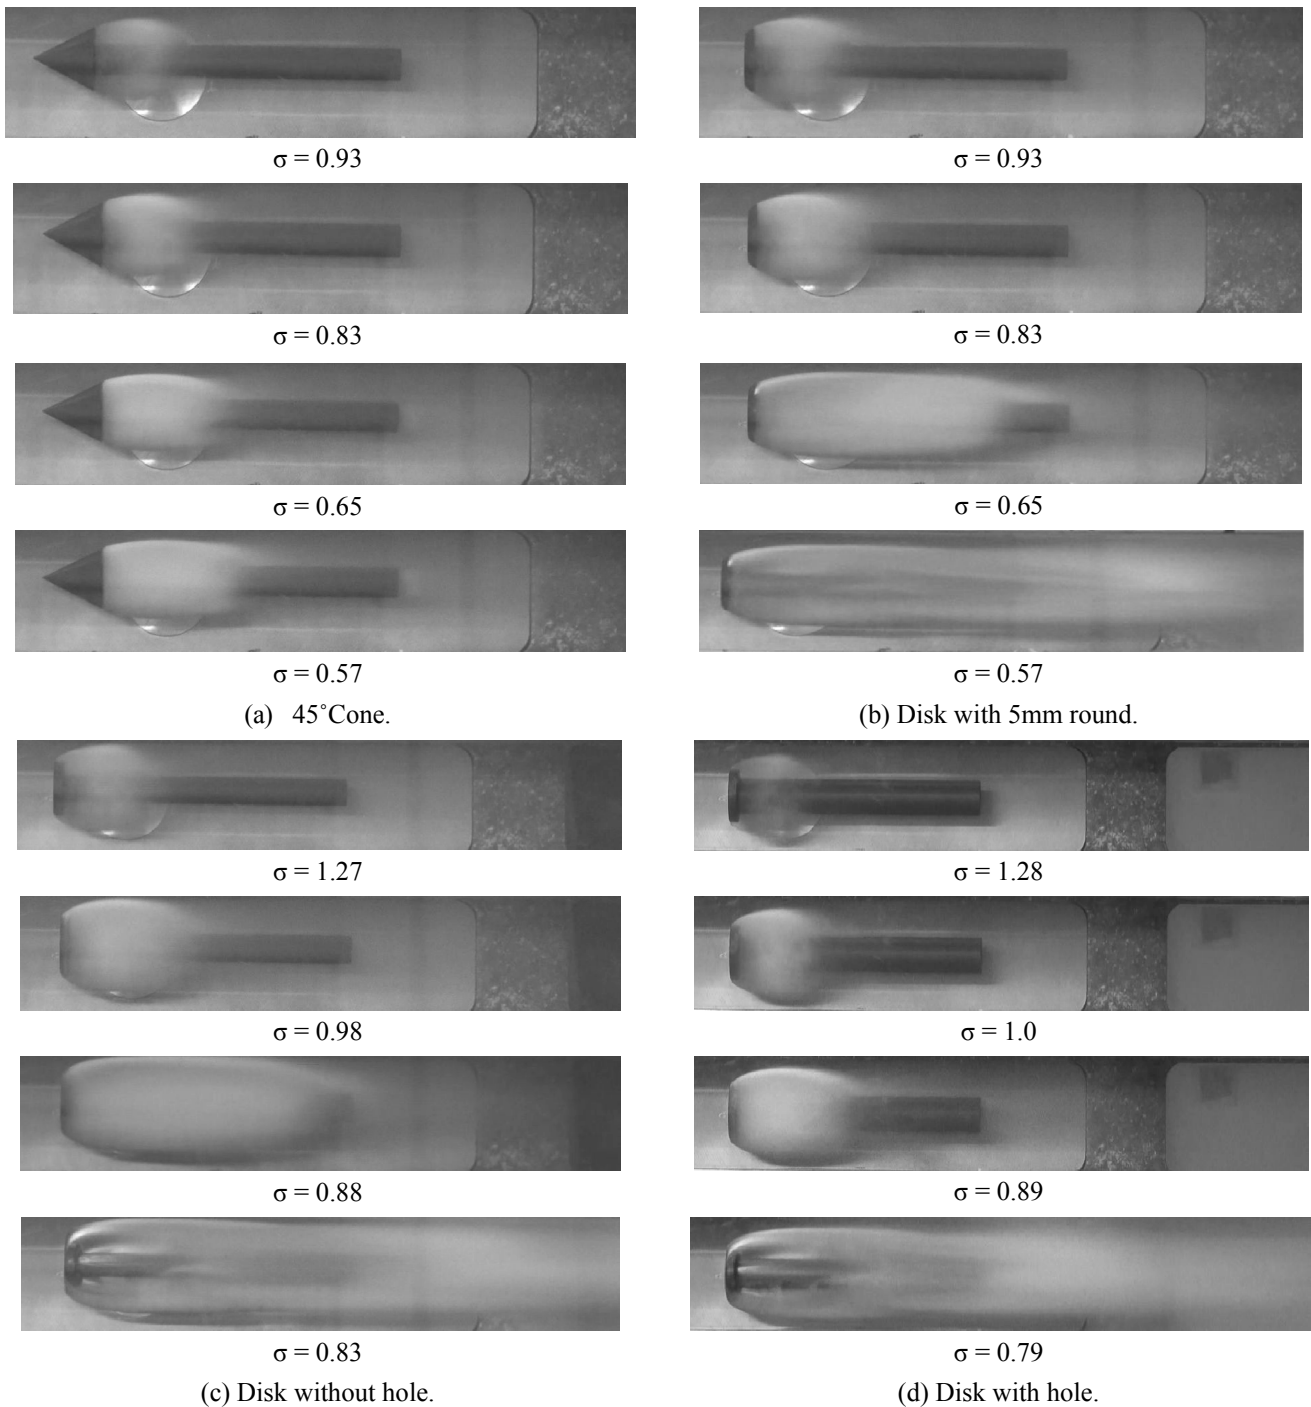 σ = 0.93
σ = 0.83
σ = 0.65
σ = 0.57
(a) 45˚Cone.
σ = 0.93
σ = 0.83
σ = 0.65
σ = 0.57
(b) Disk with 5mm round.
σ = 1.27
σ = 0.98
σ = 0.88
σ = 0.83
(c) Disk without hole.
σ = 1.28
σ = 1.0
σ = 0.89
σ = 0.79
(d) Disk with hole.